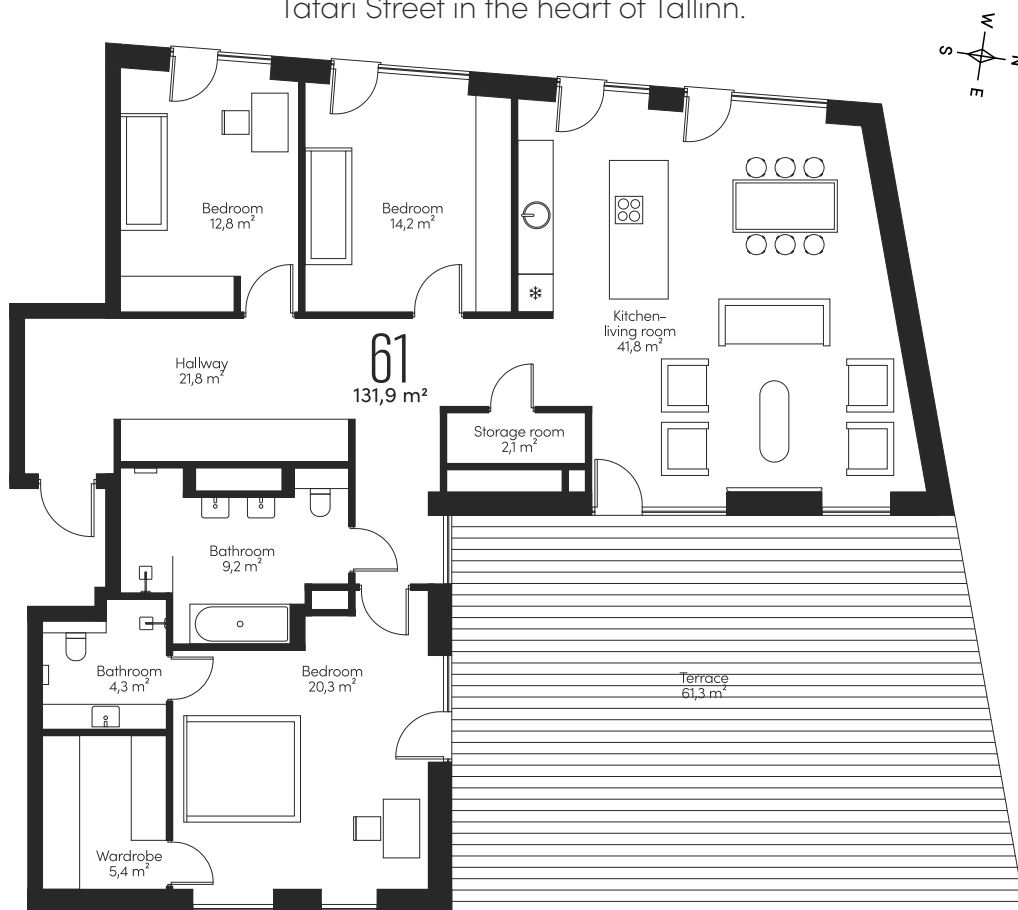 Tatari Street in the heart of Tallinn.
W
S
N
E
Bedroom
12,8 m²
Bedroom
14,2 m²
Kitchen-
living room
41,8 m²
Hallway
21,8 m²
61
131,9 m²
Storage room
2,1 m²
Bathroom
9,2 m²
Bathroom
4,3 m²
Bedroom
20,3 m²
Terrace
61,3 m²
Wardrobe
5,4 m²